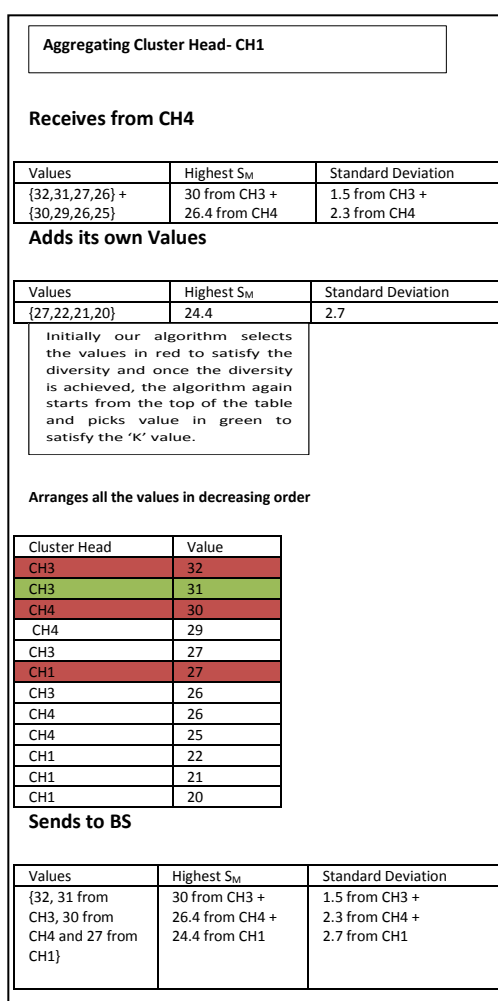 Aggregating Cluster Head- CH1
Receives from CH4
Values Highest SM Standard Deviation
{32,31,27,26} + 30 from CH3 + 1.5 from CH3 +
{30,29,26,25} 26.4 from CH4 2.3 from CH4
Adds its own Values
Values Highest SM Standard Deviation
{27,22,21,20} 24.4 2.7
Initially our algorithm selects
the values in red to satisfy the
diversity and once the diversity
is achieved, the algorithm again
starts from the top of the table
and picks value in green to
satisfy the 'K' value.
Arranges all the values in decreasing order
Cluster Head Value
CH3 32
CH3 31
CH4 30
CH4 29
CH3 27
CH1 27
CH3 26
CH4 26
CH4 25
CH1 22
CH1 21
CH1 20
Sends to BS
Values Highest SM Standard Deviation
{32, 31 from 30 from CH3 + 1.5 from CH3 +
CH3, 30 from 26.4 from CH4 + 2.3 from CH4 +
CH4 and 27 from 24.4 from CH1 2.7 from CH1
CH1}